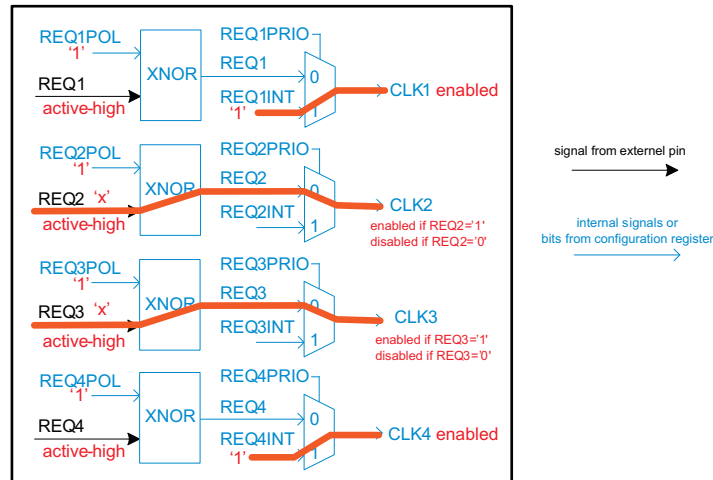 REQ1POL
'1'
REQ1PRIO
XNOR
REQ1
0
REQ1
active-high
REQ1INT
'1'
1
CLK1 enabled
REQ2POL
'1'
REQ2PRIO
XNOR
REQ2
0
REQ2 'x'
active-high
REQ2INT
1
CLK2
enabled if REQ2='1'
disabled if REQ2='0'
REQ3POL
'1'
REQ3PRIO
XNOR
REQ3
0
REQ3 'x'
active-high
REQ3INT
1
CLK3
enabled if REQ3='1'
disabled if REQ3='0'
REQ4POL
'1'
REQ4PRIO
XNOR
REQ4
0
REQ4
active-high
REQ4INT
'1'
1
CLK4 enabled
signal from externel pin
internal signals or
bits from configuration register